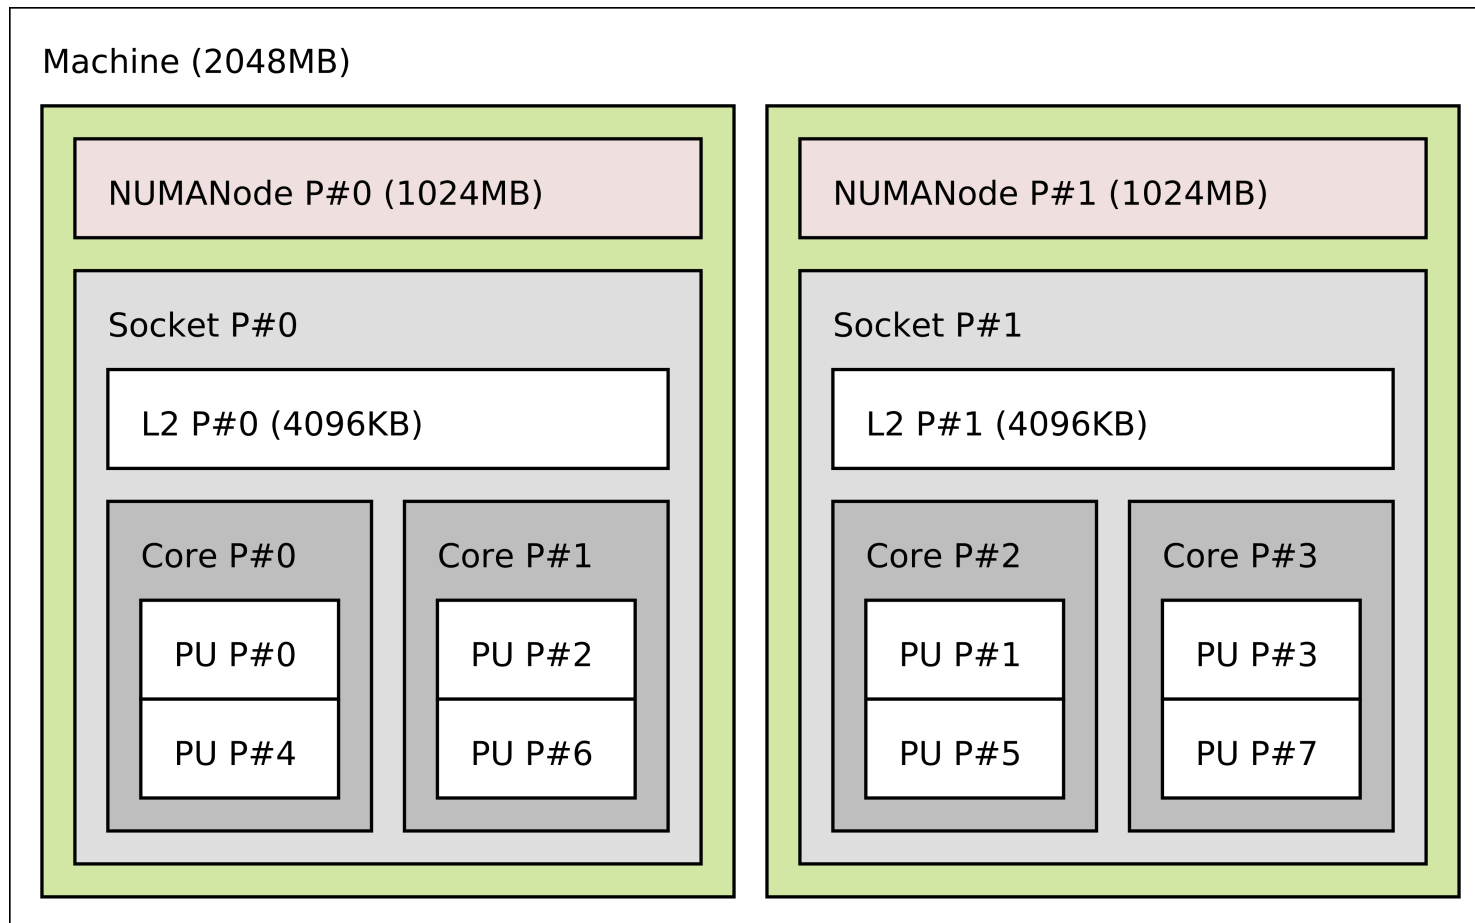 Machine (2048MB)
NUMANode P#0 (1024MB)
Socket P#0
L2 P#0 (4096KB)
Core P#0
PU P#0
PU P#4
Core P#1
PU P#2
PU P#6
NUMANode P#1 (1024MB)
Socket P#1
L2 P#1 (4096KB)
Core P#2
PU P#1
PU P#5
Core P#3
PU P#3
PU P#7